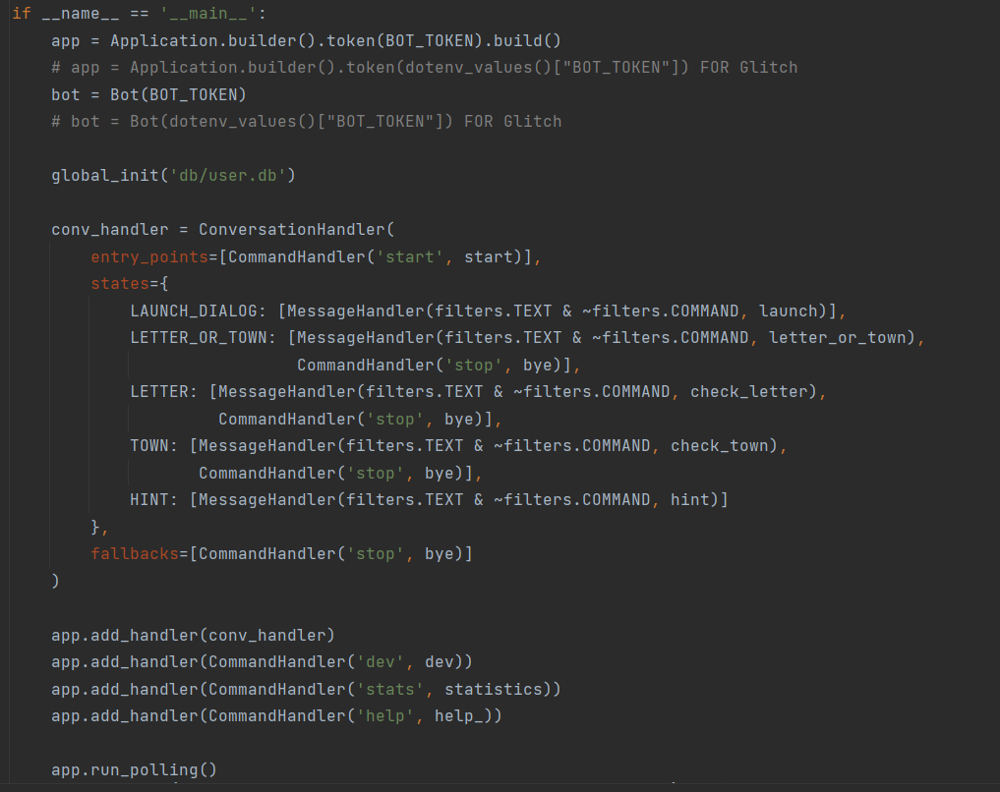 if __name__ == '__main__':
    app = Application.builder().token(BOT_TOKEN).build()
    # app = Application.builder().token(dotenv_values()["BOT_TOKEN"]) FOR Glitch
    bot = Bot(BOT_TOKEN)
    # bot = Bot(dotenv_values()["BOT_TOKEN"]) FOR Glitch

    global_init('db/user.db')

    conv_handler = ConversationHandler(
        entry_points=[CommandHandler('start', start)],
        states={
            LAUNCH_DIALOG: [MessageHandler(filters.TEXT & ~filters.COMMAND, launch)],
            LETTER_OR_TOWN: [MessageHandler(filters.TEXT & ~filters.COMMAND, letter_or_town),
                             CommandHandler('stop', bye)],
            LETTER: [MessageHandler(filters.TEXT & ~filters.COMMAND, check_letter),
                     CommandHandler('stop', bye)],
            TOWN: [MessageHandler(filters.TEXT & ~filters.COMMAND, check_town),
                   CommandHandler('stop', bye)],
            HINT: [MessageHandler(filters.TEXT & ~filters.COMMAND, hint)]
        },
        fallbacks=[CommandHandler('stop', bye)]
    )

    app.add_handler(conv_handler)
    app.add_handler(CommandHandler('dev', dev))
    app.add_handler(CommandHandler('stats', statistics))
    app.add_handler(CommandHandler('help', help_))

    app.run_polling()